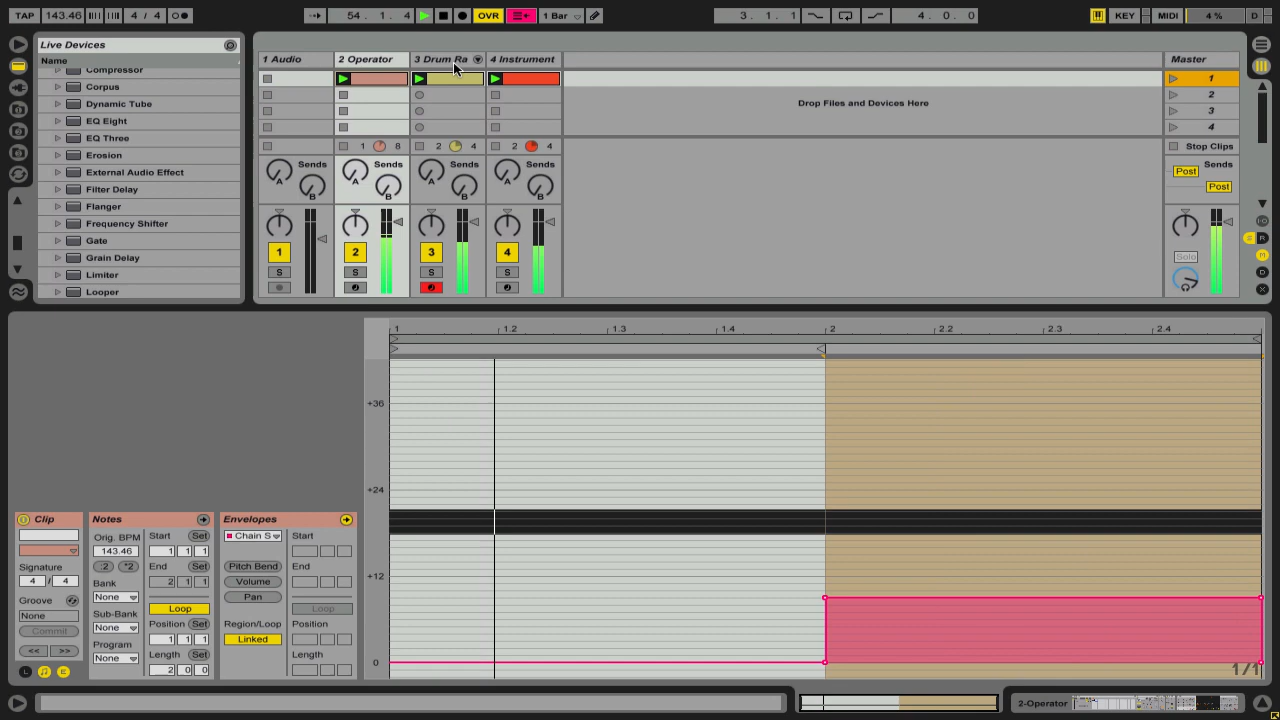 TAP 143.46 4 / 4 54 . 1 . 4 OVR 1 Bar 3 . 1 . 1 4 . 0 . 0 KEY MIDI 4 % D
Live Devices
Name
Compressor
Corpus
Dynamic Tube
EQ Eight
EQ Three
Erosion
External Audio Effect
Filter Delay
Flanger
Frequency Shifter
Gate
Grain Delay
Limiter
Looper
1 Audio 2 Operator 3 Drum Ra 4 Instrument Master
1
2
3
4
Drop Files and Devices Here
1 8 2 4 2 4 Stop Clips
Sends Sends Sends Sends Sends
A B A B A B A B Post Post
1 2 3 4
S S S S Solo
R
M
D
X
1 1.2 1.3 1.4 2 2.2 2.3 2.4
+36
+24
+12
0
1/1
Clip
Signature
4 / 4
Groove
None
Commit
<< >>
L E
Notes
Orig. BPM
143.46
:2 *2
Bank
None
Sub-Bank
None
Program
None
Start Set
1 1 1
End Set
2 1 1
Loop
Position Set
1 1 1
Length Set
2 0 0
Envelopes
Chain S
Pitch Bend
Volume
Pan
Region/Loop
Linked
Start
End
Loop
Position
Length
2-Operator